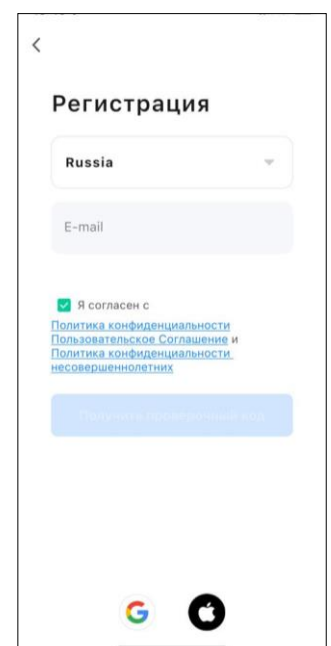 Регистрация
Russia
E-mail
Я согласен с
Политика конфиденциальности
Пользовательское Соглашение и
Политика конфиденциальности
несовершеннолетних
Получить проверочный код